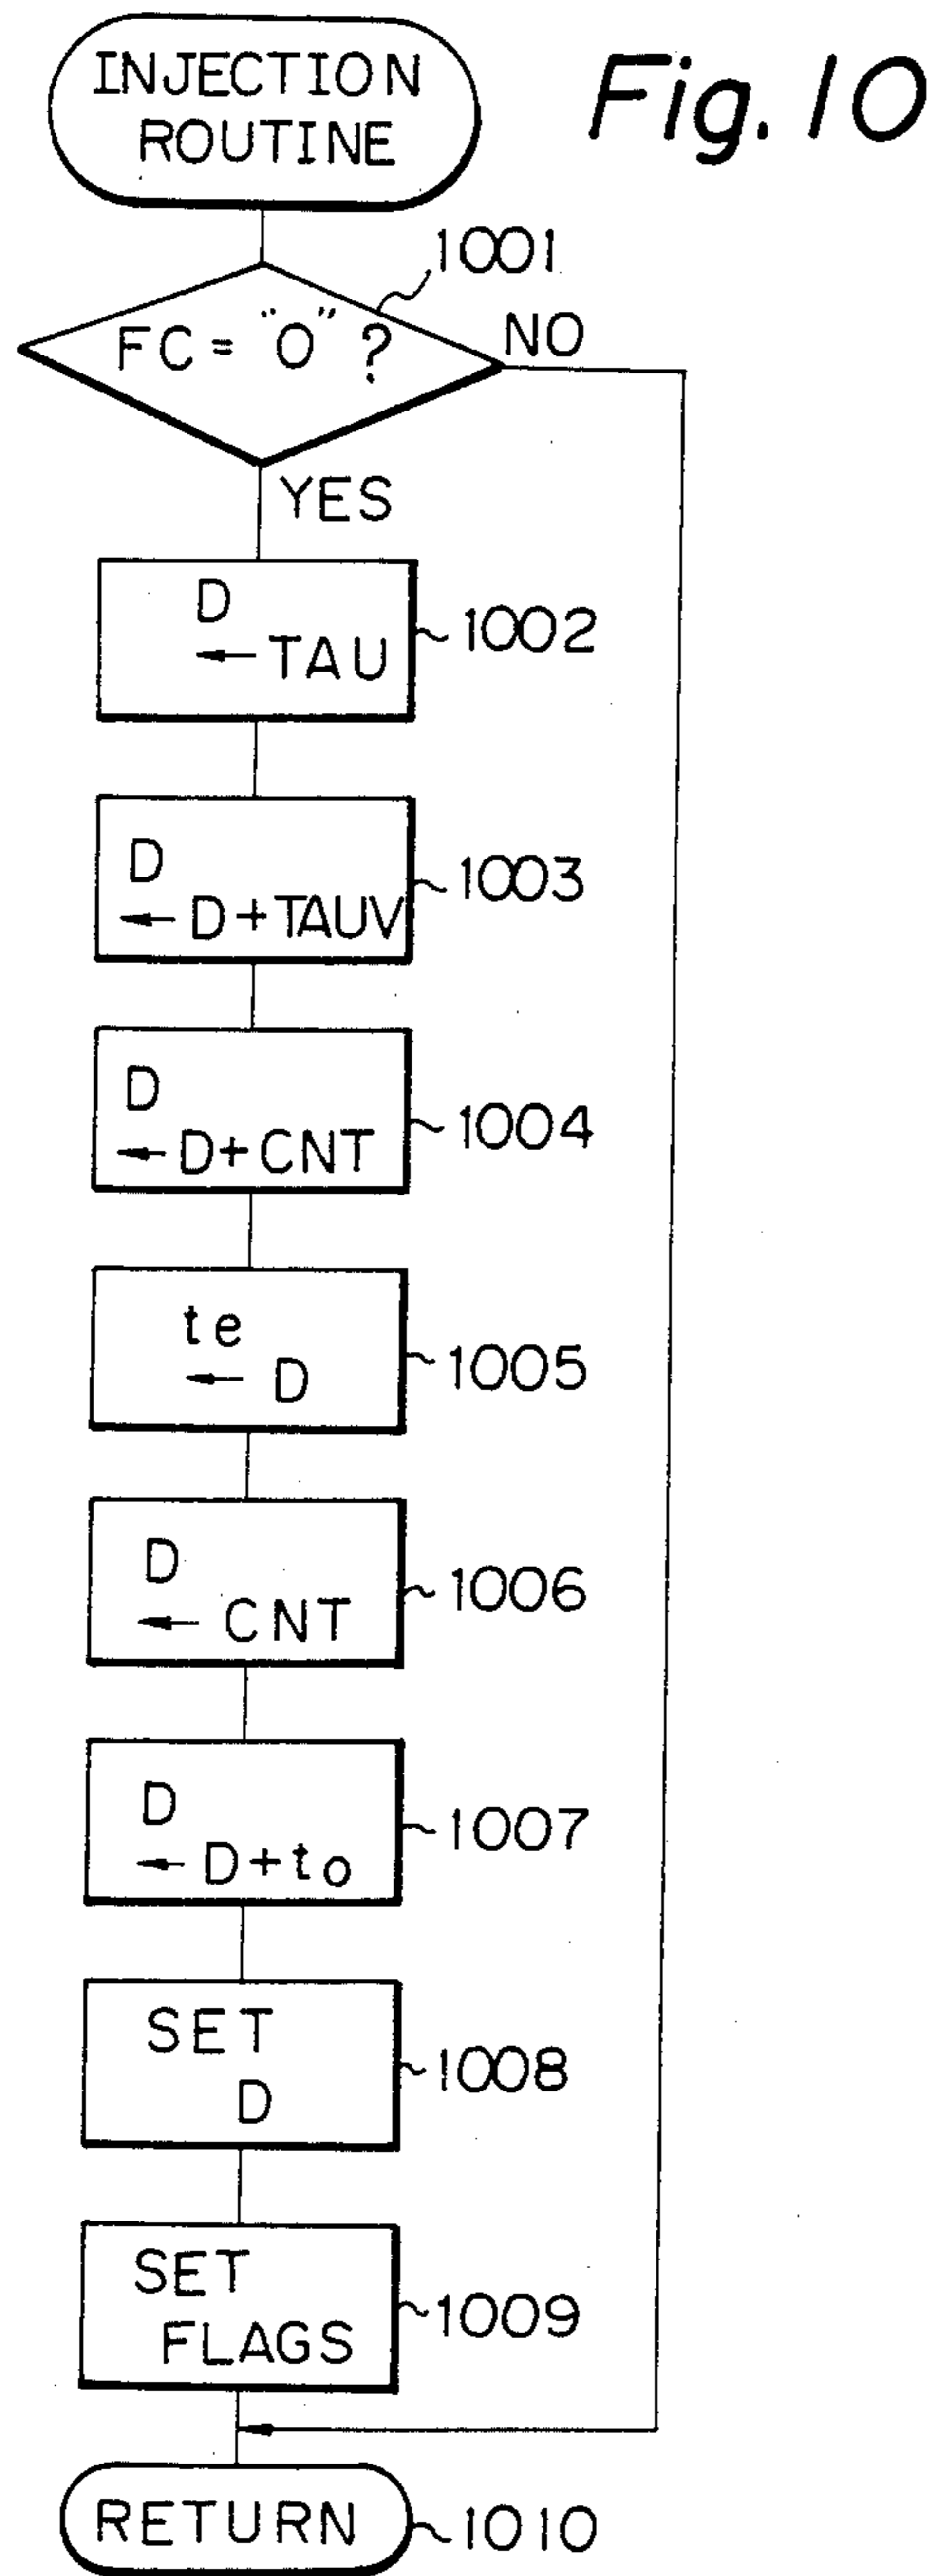 INJECTION
ROUTINE
Fig. 10
1001
FC = "0" ?
NO
YES
D
← TAU
1002
D
← D+TAUV
1003
D
← D+CNT
1004
te
← D
1005
D
← CNT
1006
D
← D+to
1007
SET
D
1008
SET
FLAGS
1009
RETURN
1010